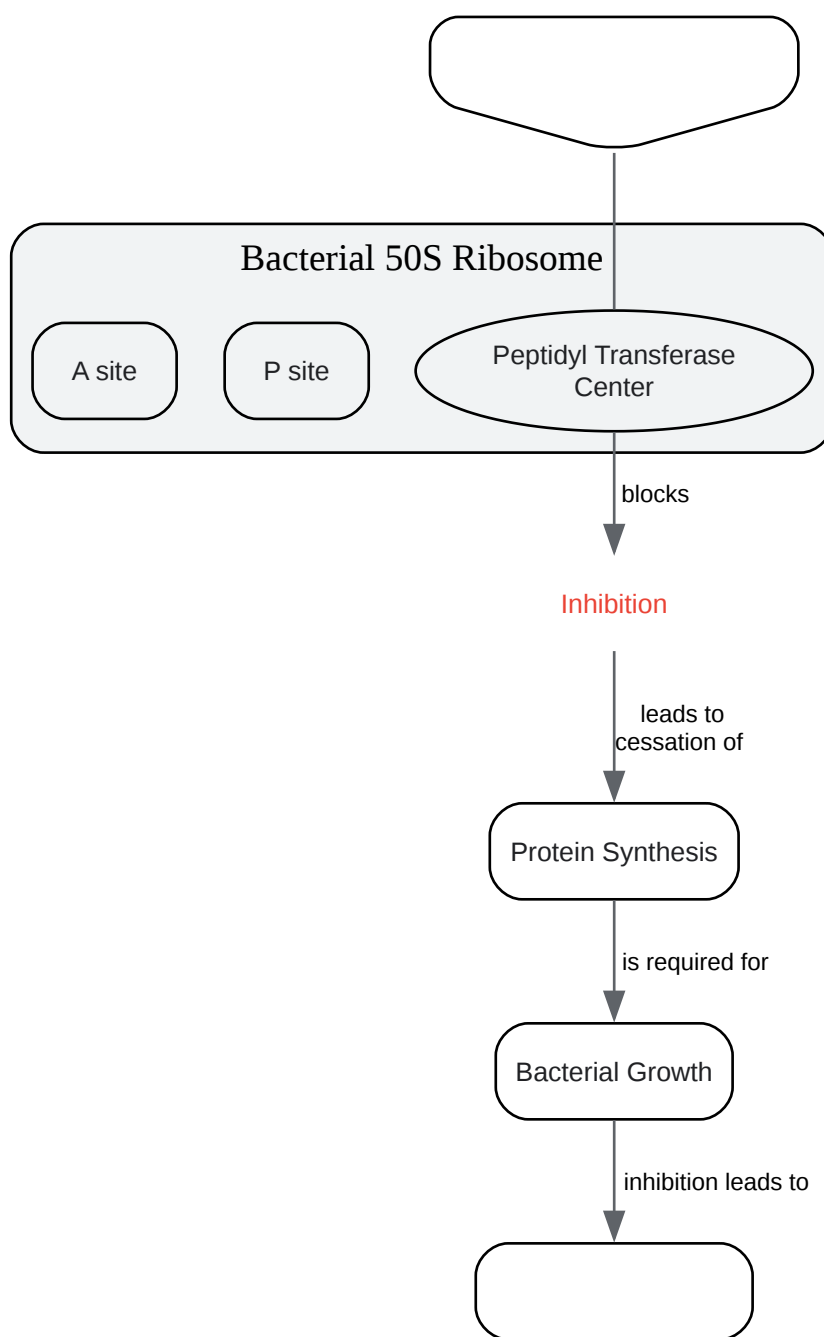 Bacterial 50S Ribosome
A site
P site
Peptidyl Transferase
Center
blocks
Inhibition
leads to
cessation of
Protein Synthesis
is required for
Bacterial Growth
inhibition leads to